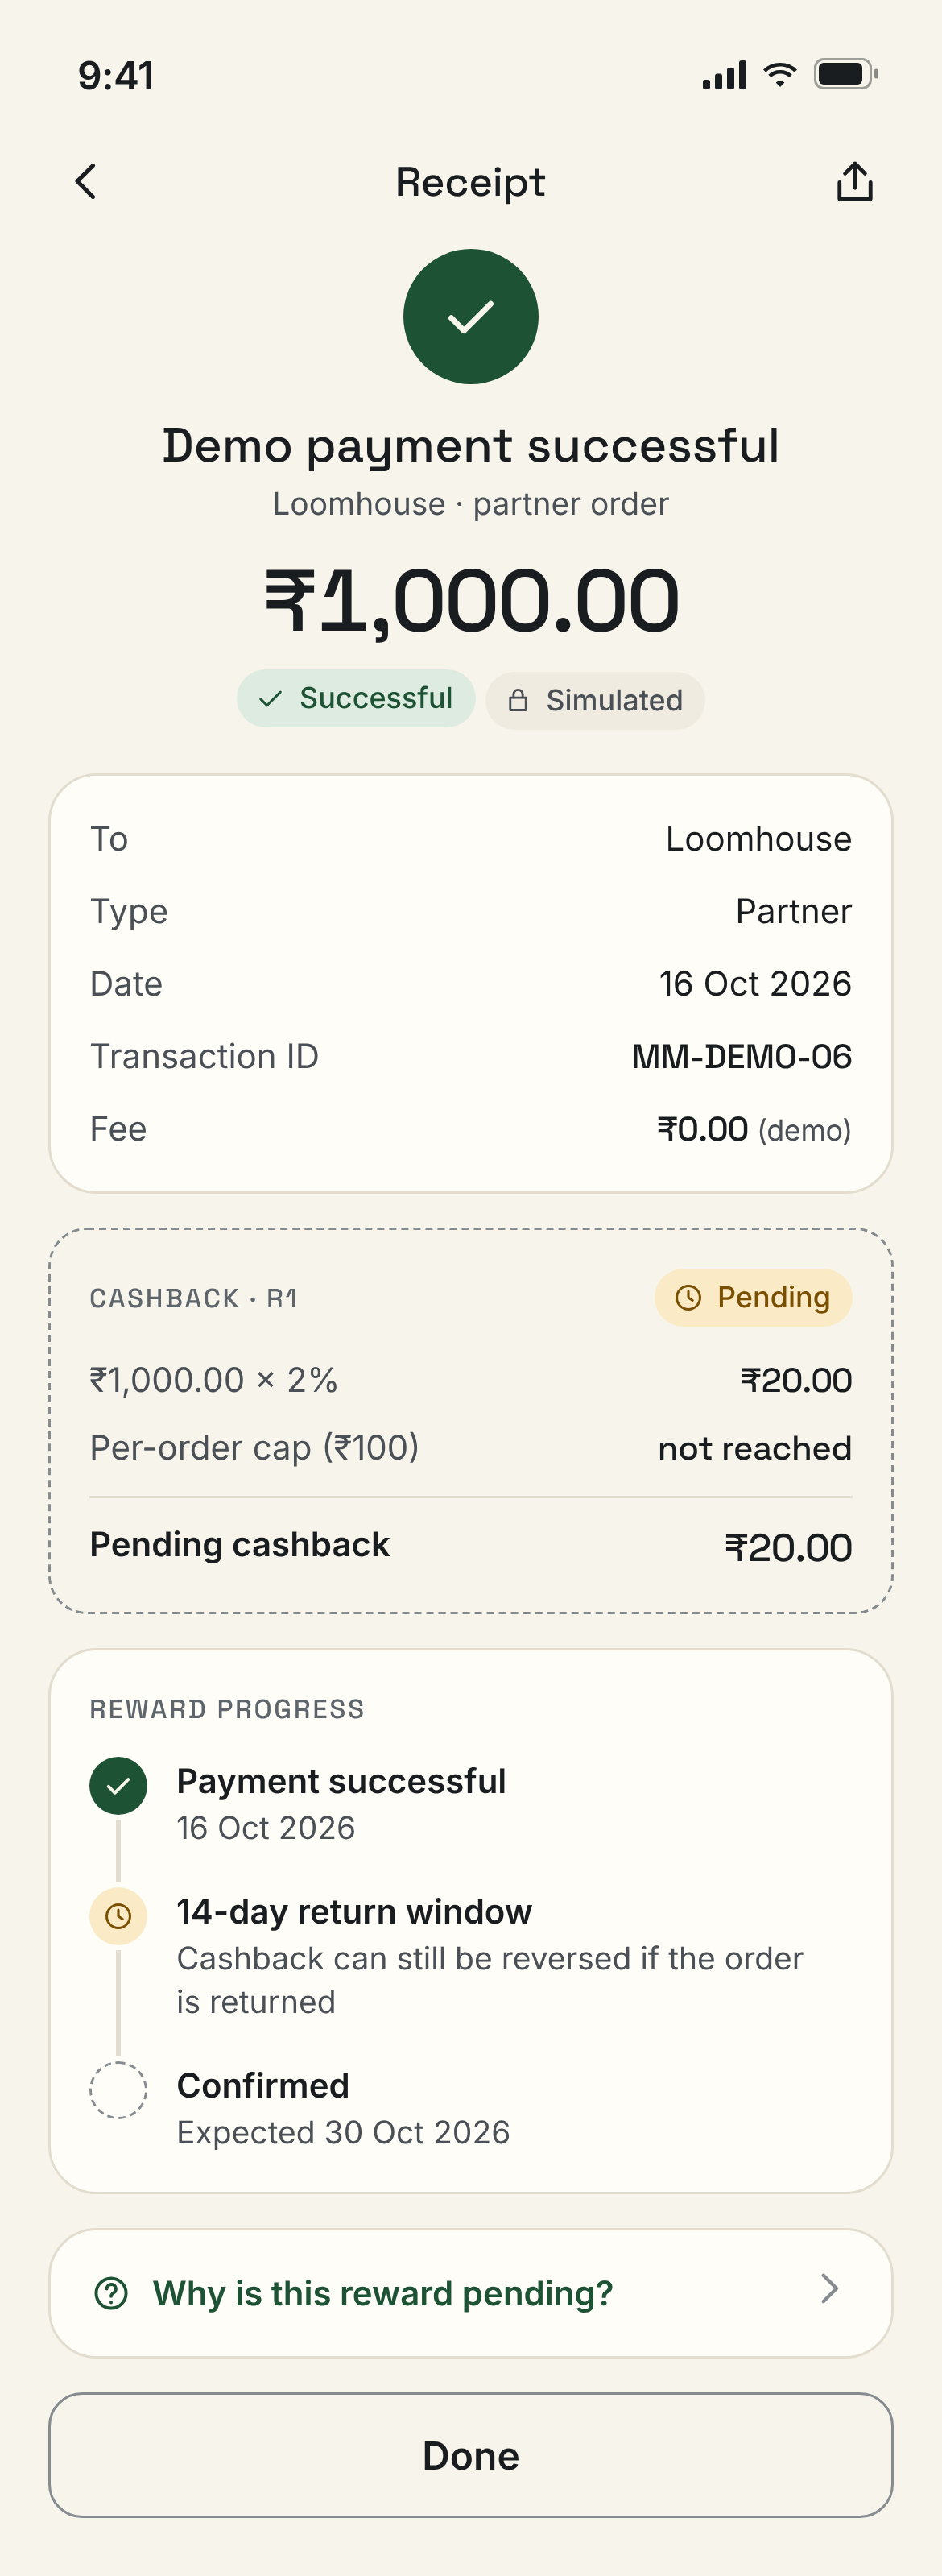 9:41
Receipt
Demo payment successful
Loomhouse · partner order
₹1,000.00
Successful
Simulated
To Loomhouse
Type Partner
Date 16 Oct 2026
Transaction ID MM-DEMO-06
Fee ₹0.00 (demo)
CASHBACK · R1 Pending
₹1,000.00 × 2% ₹20.00
Per-order cap (₹100) not reached
Pending cashback ₹20.00
REWARD PROGRESS
Payment successful
16 Oct 2026
14-day return window
Cashback can still be reversed if the order
is returned
Confirmed
Expected 30 Oct 2026
Why is this reward pending?
Done